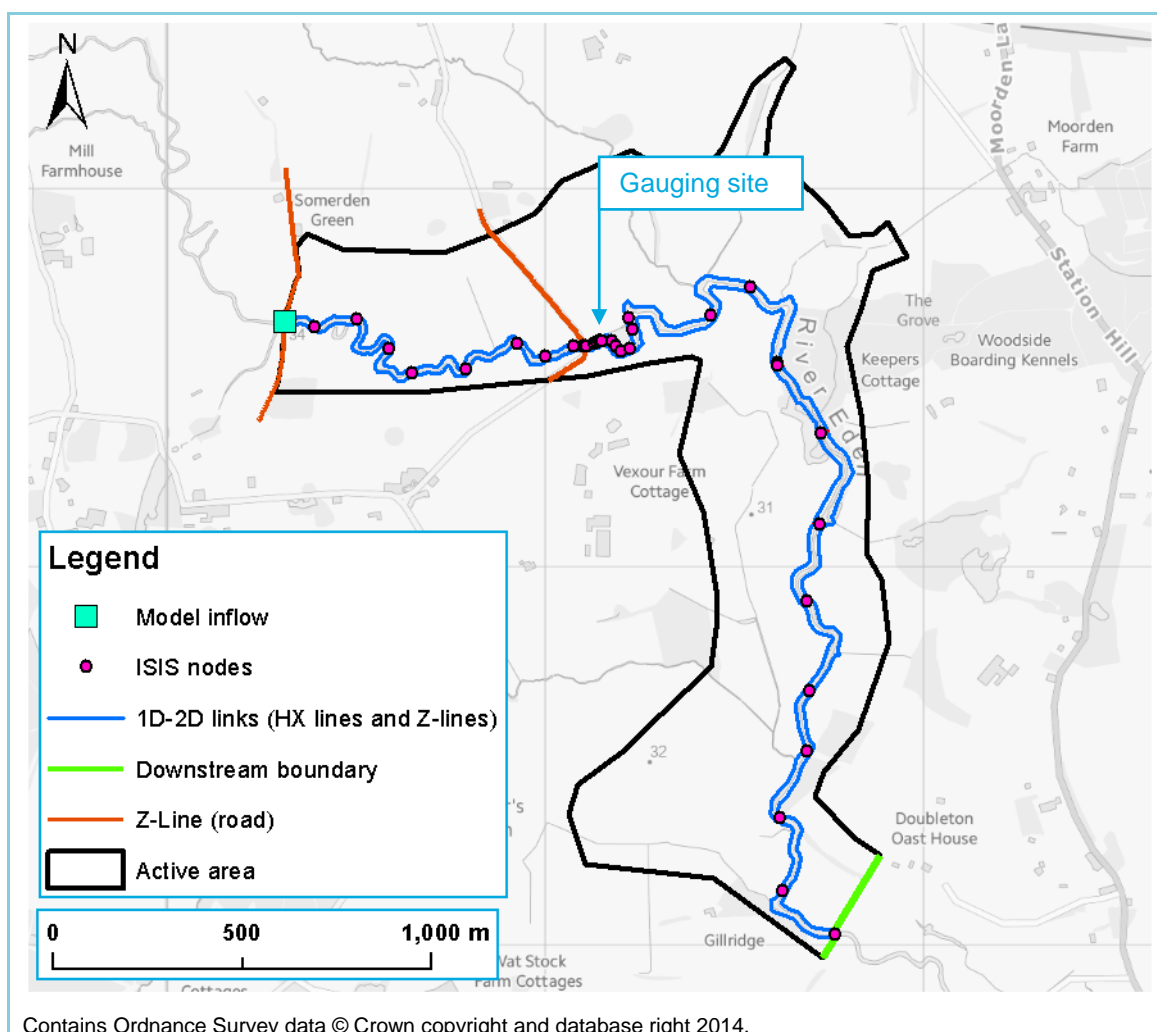 N
Moorden La
Mill
Farmhouse
Moorden
Farm
Gauging site
Somerden
Green
Station Hill
34
The
Grove
Woodside
Boarding Kennels
River Eden
Keepers
Cottage
Vexour Farm
Cottage
31
Legend
Model inflow
ISIS nodes
1D-2D links (HX lines and Z-lines)
Downstream boundary
Z-Line (road)
Active area
32
er's
Doubleton
Oast House
0 500 1,000 m
Gillridge
Wat Stock
Farm Cottages
Cottages
Contains Ordnance Survey data © Crown copyright and database right 2014.